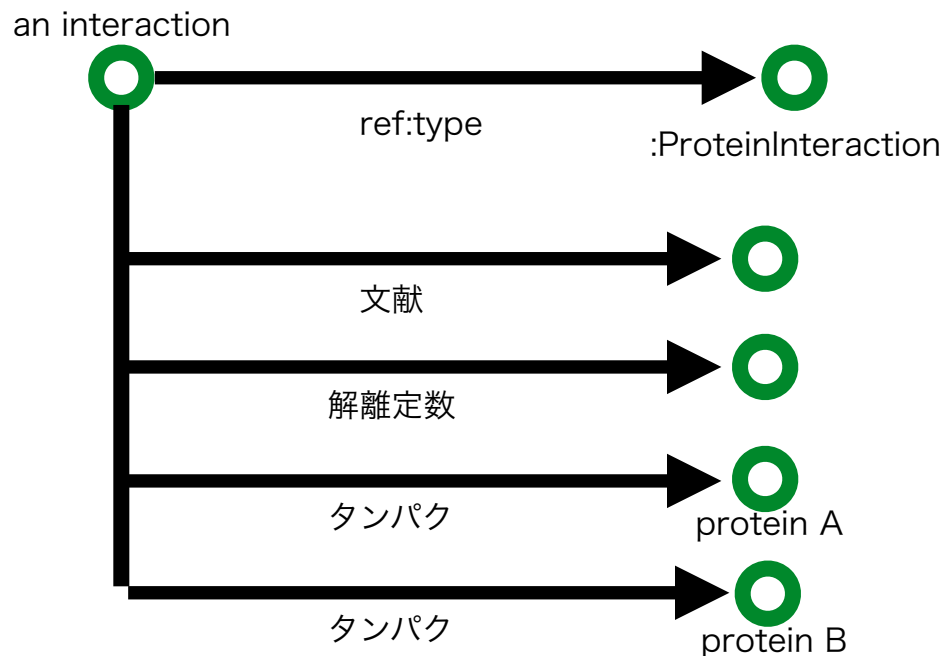 an interaction
ref:type
:ProteinInteraction
文献
解離定数
タンパク
protein A
タンパク
protein B